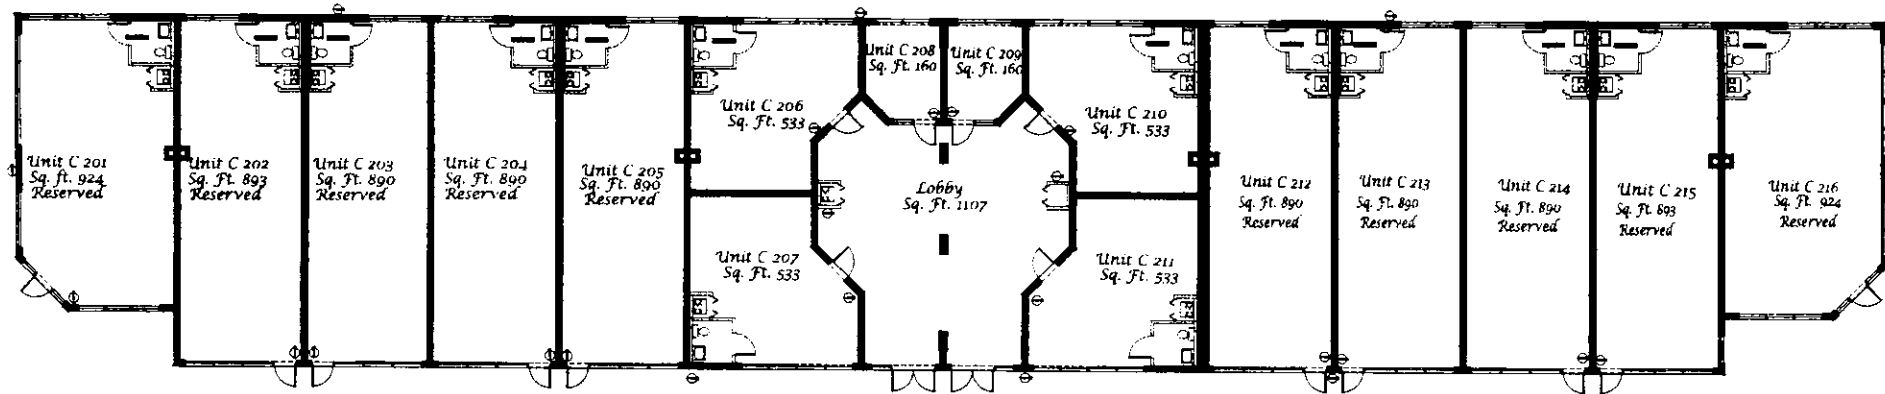 Unit C 201
Sq. ft. 924
Reserved
Unit C 202
Sq. Ft. 893
Reserved
Unit C 203
Sq. Ft. 890
Reserved
Unit C 204
Sq. Ft. 890
Reserved
Unit C 205
Sq. Ft. 890
Reserved
Unit C 206
Sq. Ft. 533
Unit C 207
Sq. Ft. 533
Unit C 208
Sq. Ft. 160
Unit C 209
Sq. Ft. 160
Lobby
Sq. Ft. 1107
Unit C 210
Sq. Ft. 533
Unit C 211
Sq. Ft. 533
Unit C 212
Sq. Ft. 890
Reserved
Unit C 213
Sq. Ft. 890
Reserved
Unit C 214
Sq. Ft. 890
Reserved
Unit C 215
Sq. Ft. 893
Reserved
Unit C 216
Sq. Ft. 924
Reserved